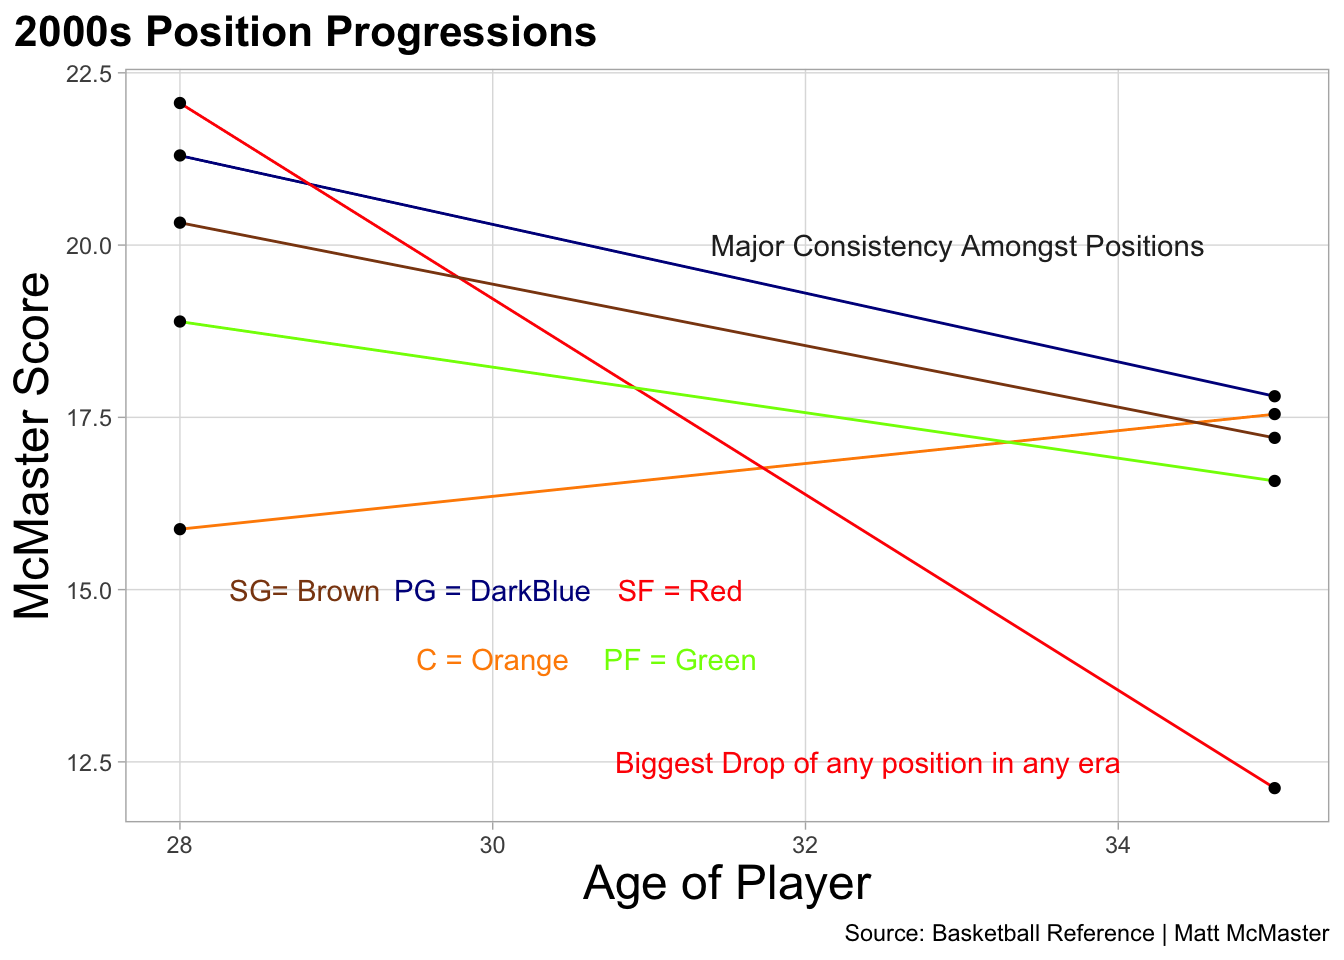 2000s Position Progressions
22.5
20.0
17.5
15.0
12.5
McMaster Score
Major Consistency Amongst Positions
SG= Brown PG = DarkBlue SF = Red
C = Orange PF = Green
Biggest Drop of any position in any era
28 30 32 34
Age of Player
Source: Basketball Reference | Matt McMaster